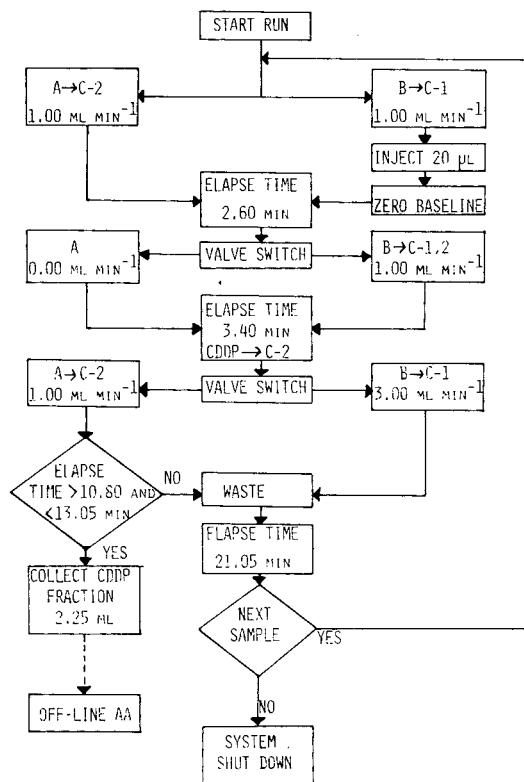 START RUN
A→C-2
1.00 ML MIN⁻¹
B→C-1
1.00 ML MIN⁻¹
INJECT 20 µL
ELAPSE TIME
2.60 MIN
ZERO BASELINE
A
0.00 ML MIN⁻¹
VALVE SWITCH
B→C-1,2
1.00 ML MIN⁻¹
ELAPSE TIME
3.40 MIN
CDDP→C-2
A→C-2
1.00 ML MIN⁻¹
VALVE SWITCH
B→C-1
3.00 ML MIN⁻¹
ELAPSE
TIME >10.80 AND
<13.05 MIN
NO
WASTE
YES
ELAPSE TIME
21.05 MIN
COLLECT CDDP
FRACTION
2.25 ML
NEXT
SAMPLE
YES
OFF-LINE AA
NO
SYSTEM
SHUT DOWN